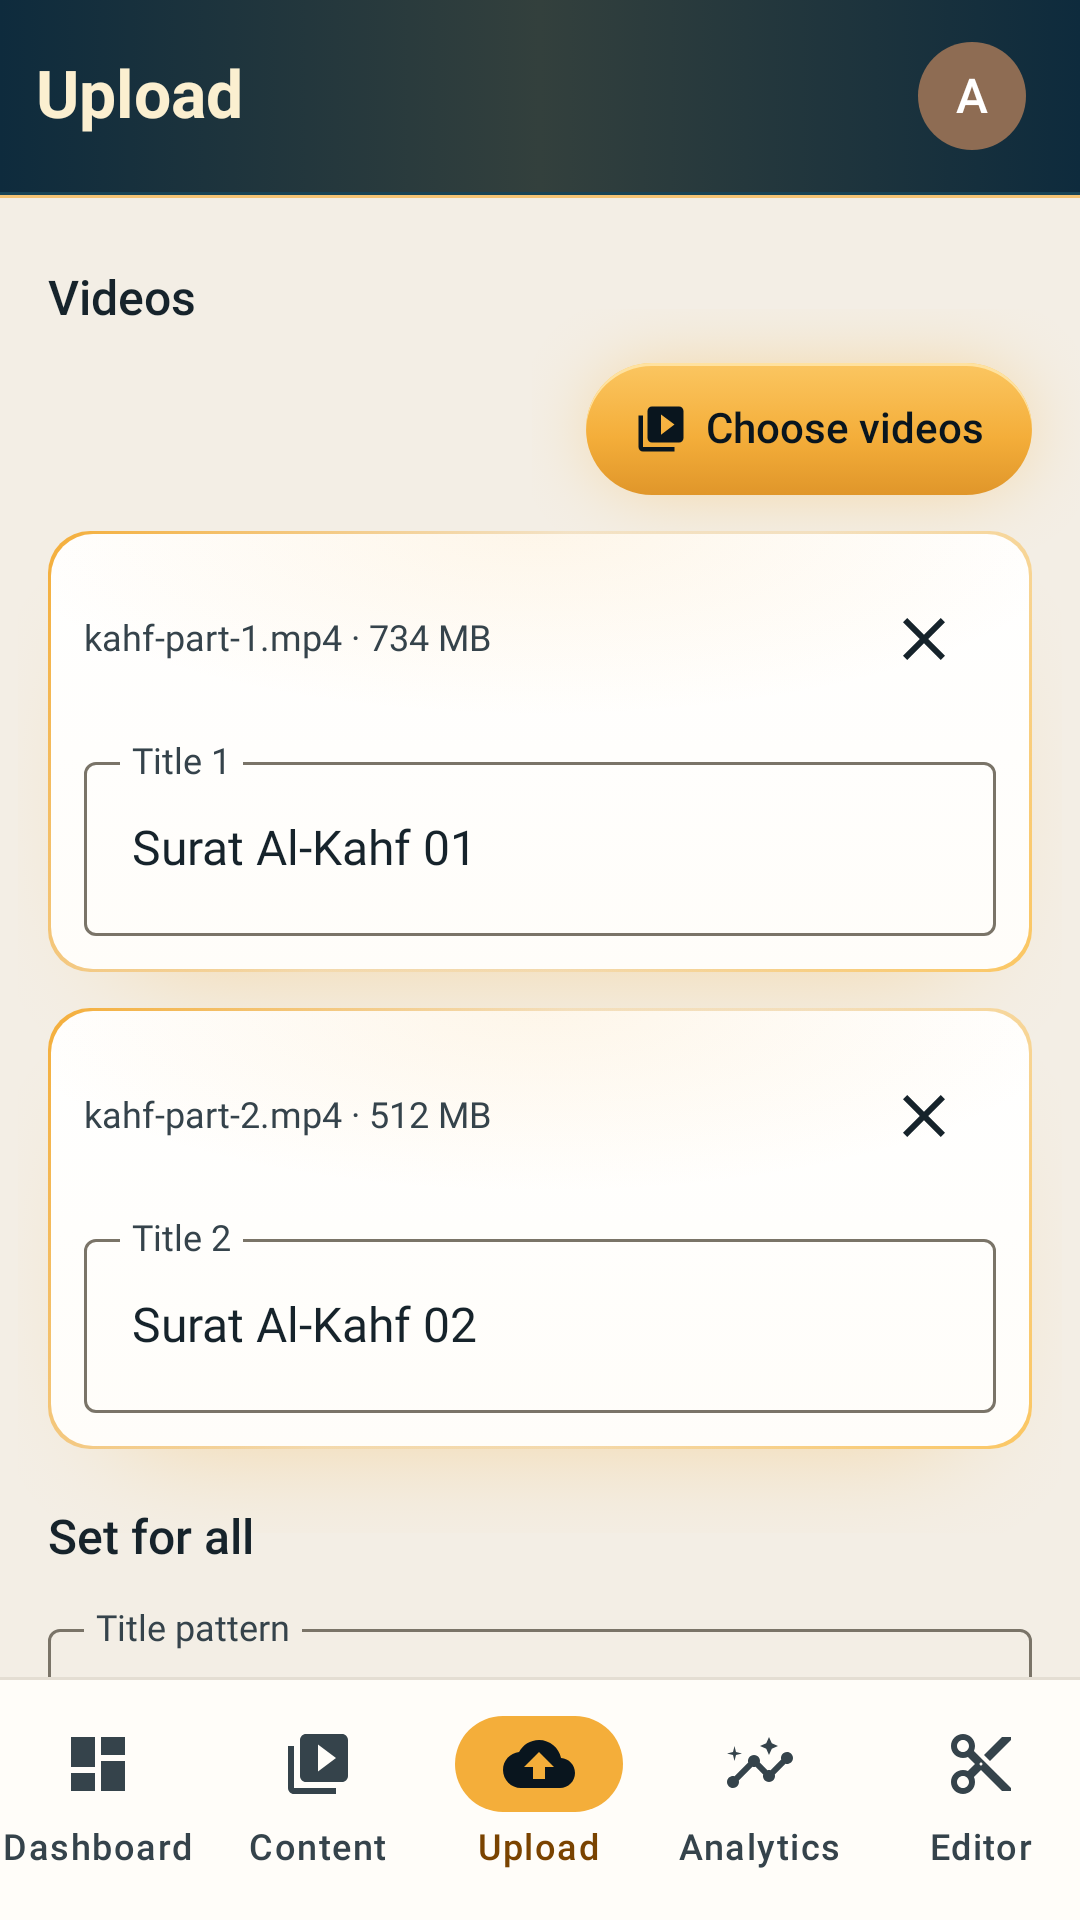 Upload
A
Videos
Choose videos
kahf-part-1.mp4 · 734 MB
Title 1
Surat Al-Kahf 01
kahf-part-2.mp4 · 512 MB
Title 2
Surat Al-Kahf 02
Set for all
Title pattern
Dashboard
Content
Upload
Analytics
Editor